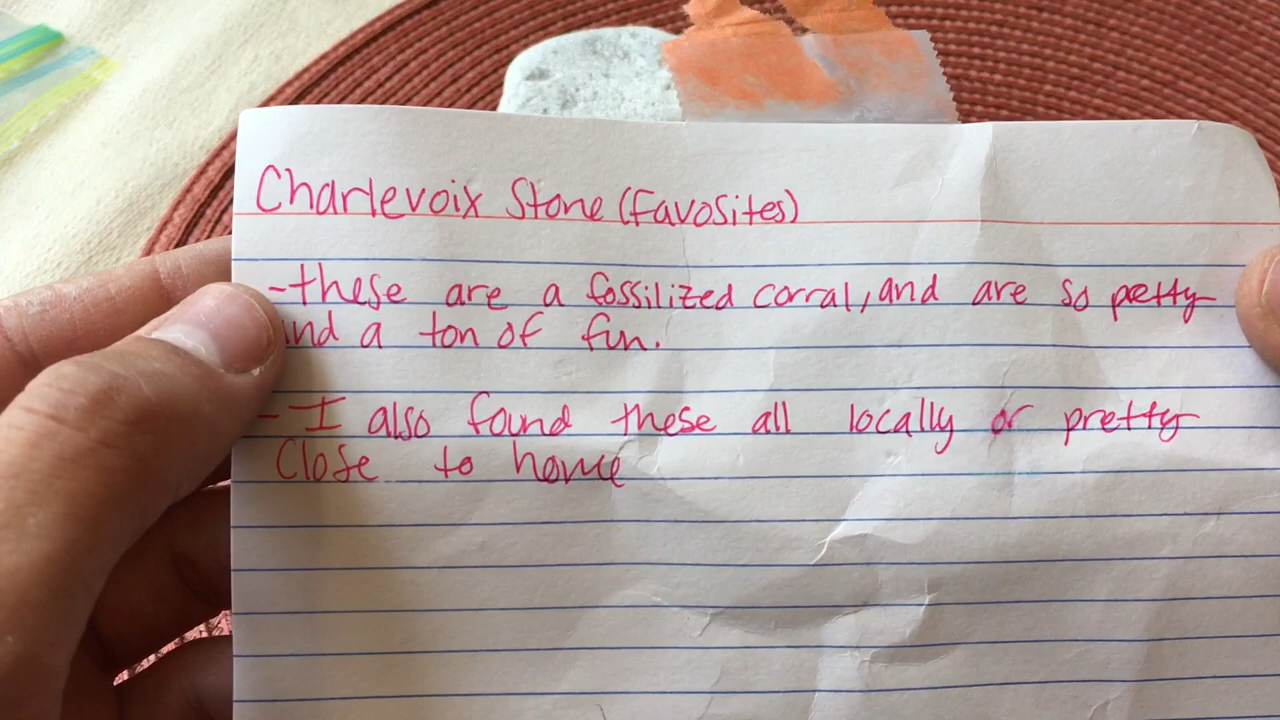 Charlevoix Stone (favosites)
-these are a fossilized corral, and are so pretty
and a ton of fun.
- I also found these all locally or pretty
Close to home